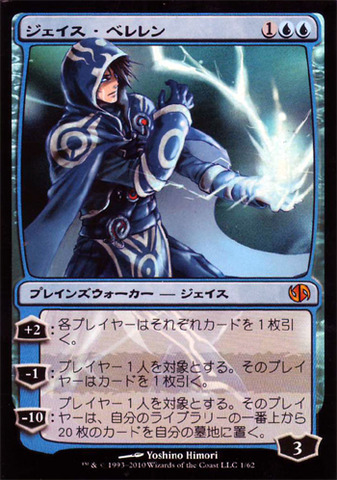 ジェイス・ベレレン 1
プレインズウォーカー — ジェイス
+2 : 各プレイヤーはそれぞれカードを1枚引
く。
-1 : プレイヤー1人を対象とする。そのプレ
イヤーはカードを1枚引く。
-10 : プレイヤー1人を対象とする。そのプレイ
ヤーは、自分のライブラリーの一番上から
20枚のカードを自分の墓地に置く。
3
Yoshino Himori
™ & © 1993-2010 Wizards of the Coast LLC 1/62